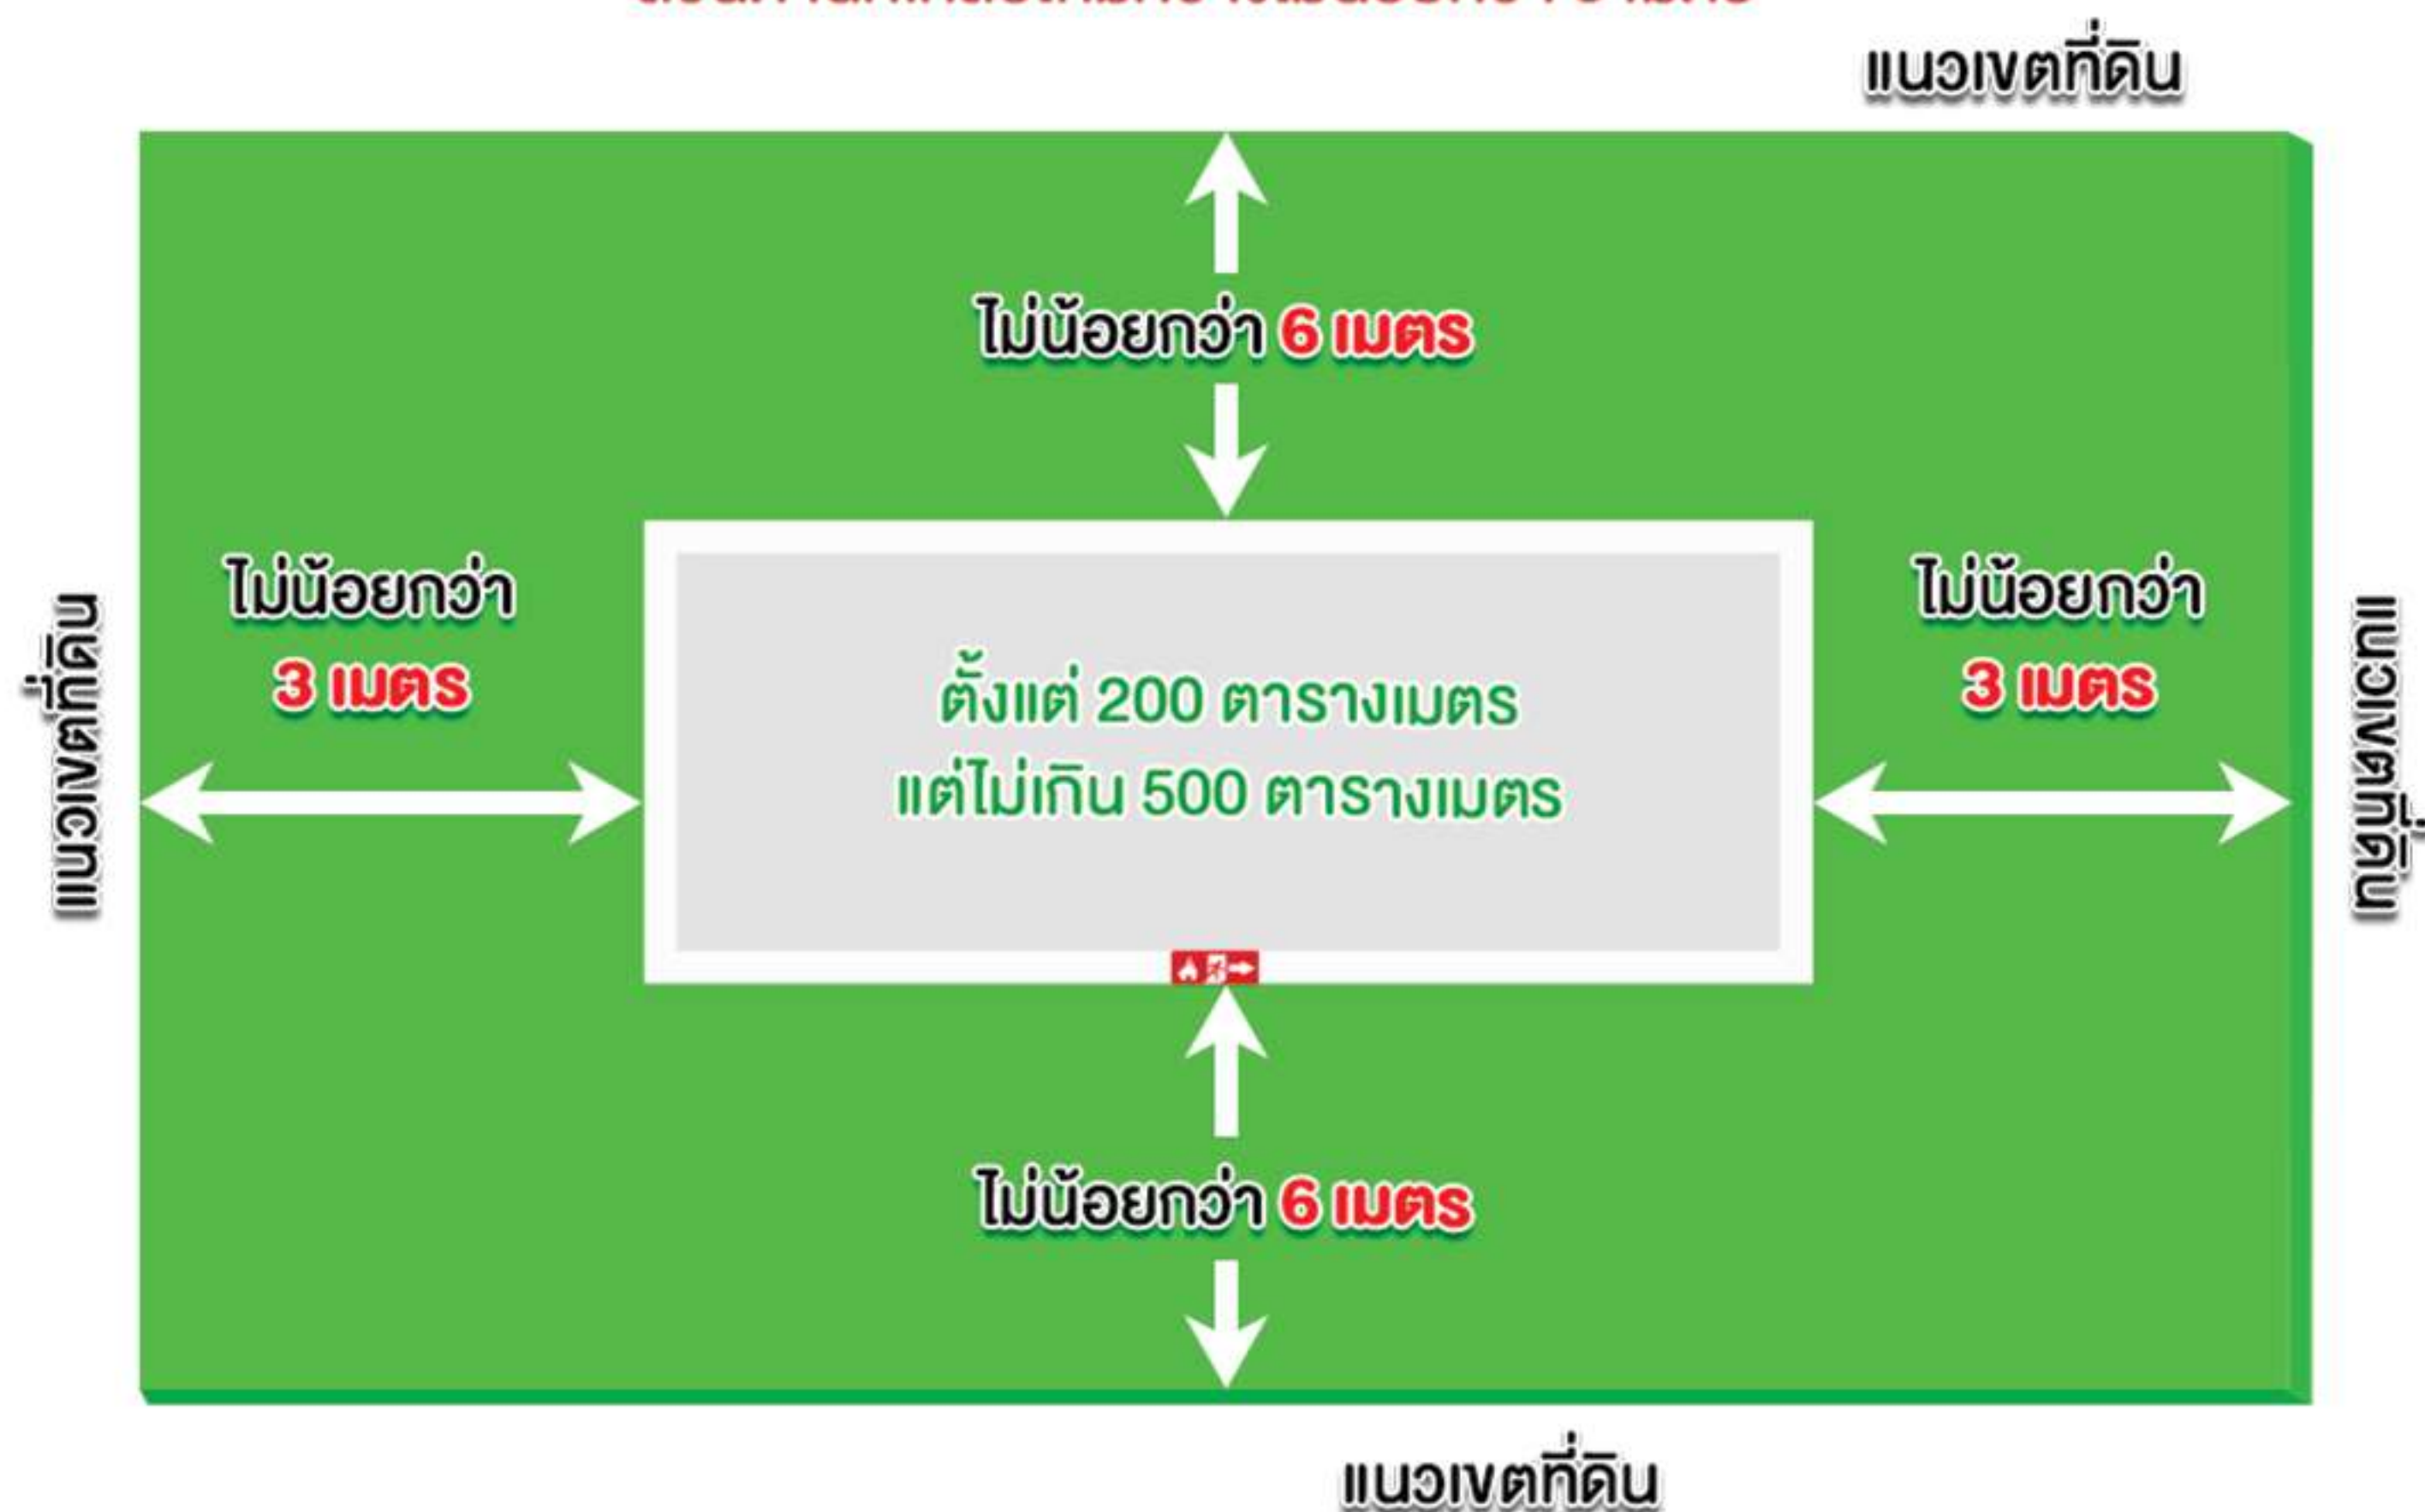 แนวเขตที่ดิน
ไม่น้อยกว่า 6 เมตร
แนวเขตที่ดิน
ไม่น้อยกว่า
3 เมตร
ตั้งแต่ 200 ตารางเมตร
แต่ไม่เกิน 500 ตารางเมตร
ไม่น้อยกว่า
3 เมตร
แนวเขตที่ดิน
ไม่น้อยกว่า 6 เมตร
แนวเขตที่ดิน